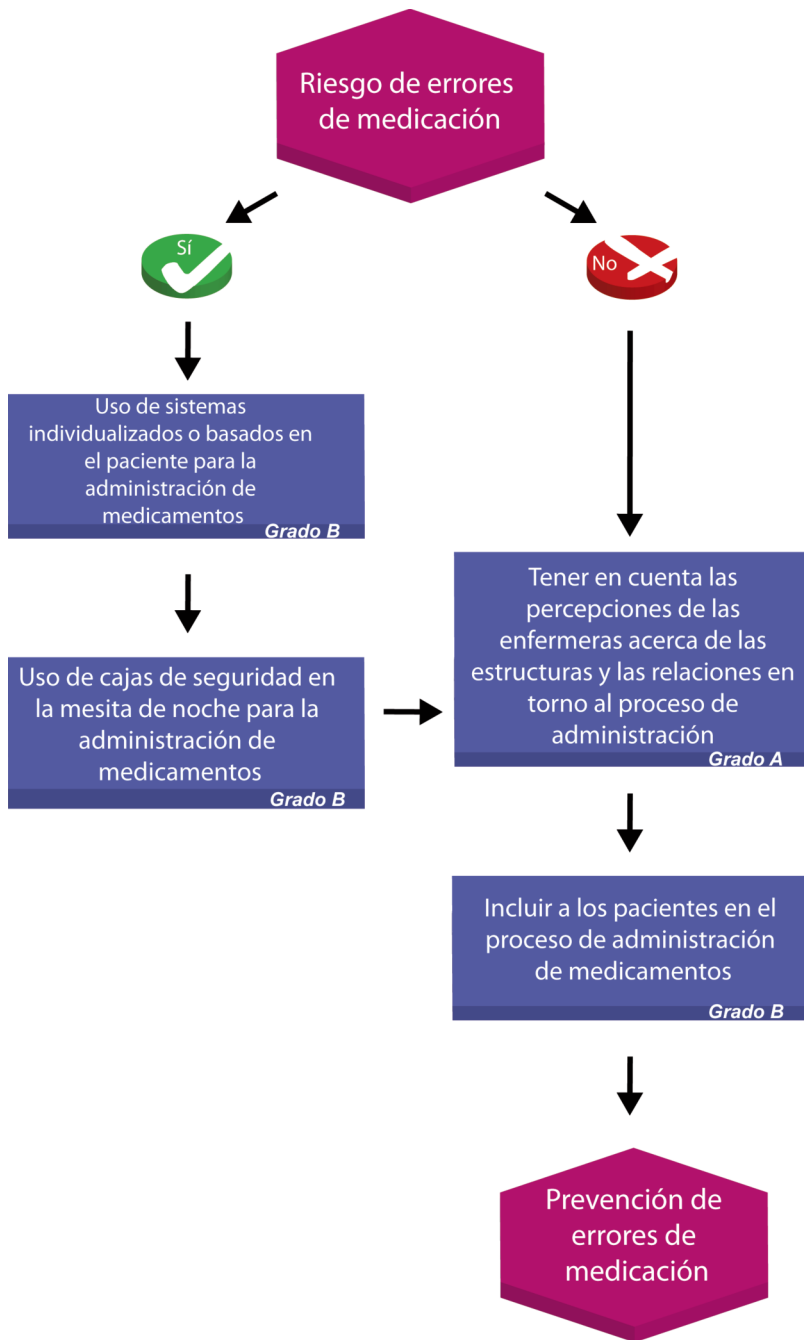 Riesgo de errores
de medicación
Sí
No
Uso de sistemas
individualizados o basados en
el paciente para la
administración de
medicamentos
Grado B
Uso de cajas de seguridad en
la mesita de noche para la
administración de
medicamentos
Grado B
Tener en cuenta las
percepciones de las
enfermeras acerca de las
estructuras y las relaciones en
torno al proceso de
administración
Grado A
Incluir a los pacientes en el
proceso de administración
de medicamentos
Grado B
Prevención de
errores de
medicación